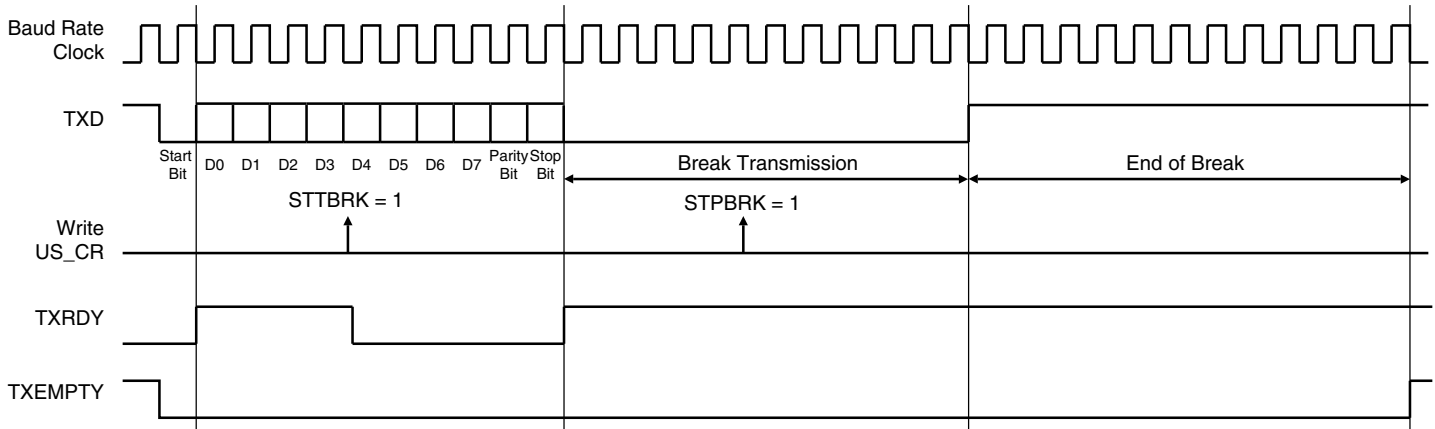 Baud Rate
Clock
TXD
Start
Bit
D0 D1 D2 D3 D4 D5 D6 D7
Parity
Bit
Stop
Bit
Break Transmission
End of Break
STTBRK = 1
STPBRK = 1
Write
US_CR
TXRDY
TXEMPTY